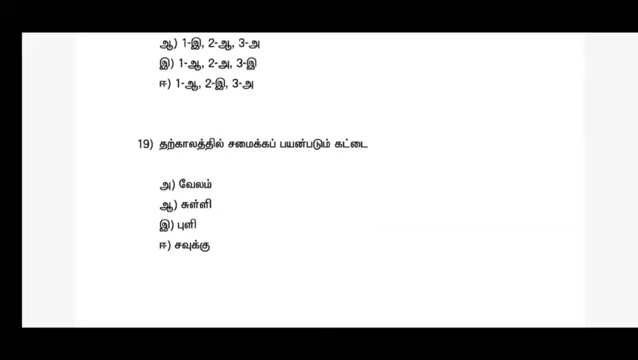 ஆ) 1-இ, 2-ஆ, 3-அ
இ) 1-ஆ, 2-அ, 3-இ
ஈ) 1-ஆ, 2-இ, 3-அ
19) தற்காலத்தில் சமைக்கப் பயன்படும் கட்டை
அ) வேலம்
ஆ) சுள்ளி
இ) புளி
ஈ) சவுக்கு